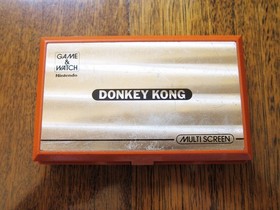 GAME
&
WATCH
Nintendo
DONKEY KONG
MULTI SCREEN